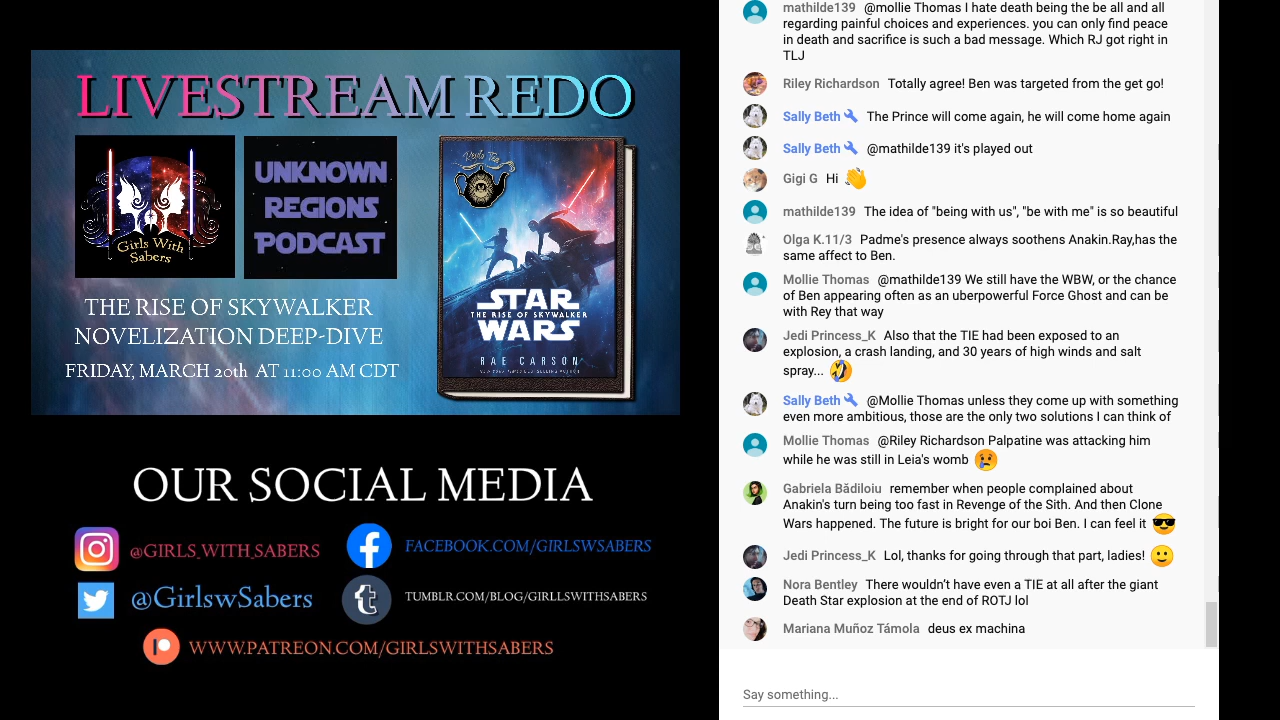 LIVESTREAM REDO
Girls With
Sabers
UNKNOWN
REGIONS
PODCAST
STAR
THE RISE OF SKYWALKER
WARS
RAE CARSON
THE RISE OF SKYWALKER
NOVELIZATION DEEP-DIVE
FRIDAY, MARCH 20th AT 11:00 AM CDT
OUR SOCIAL MEDIA
@GIRLS_WITH_SABERS
FACEBOOK.COM/GIRLSWSABERS
@GirlswSabers
TUMBLR.COM/BLOG/GIRLLSWITHSABERS
WWW.PATREON.COM/GIRLSWITHSABERS
mathilde139 @mollie Thomas I hate death being the be all and all
regarding painful choices and experiences. you can only find peace
in death and sacrifice is such a bad message. Which RJ got right in
TLJ
Riley Richardson Totally agree! Ben was targeted from the get go!
Sally Beth The Prince will come again, he will come home again
Sally Beth @mathilde139 it's played out
Gigi G Hi 👋
mathilde139 The idea of "being with us", "be with me" is so beautiful
Olga K.11/3 Padme's presence always soothens Anakin.Ray,has the
same affect to Ben.
Mollie Thomas @mathilde139 We still have the WBW, or the chance
of Ben appearing often as an uberpowerful Force Ghost and can be
with Rey that way
Jedi Princess_K Also that the TIE had been exposed to an
explosion, a crash landing, and 30 years of high winds and salt
spray... 🤣
Sally Beth @Mollie Thomas unless they come up with something
even more ambitious, those are the only two solutions I can think of
Mollie Thomas @Riley Richardson Palpatine was attacking him
while he was still in Leia's womb 😢
Gabriela Bădiloiu remember when people complained about
Anakin's turn being too fast in Revenge of the Sith. And then Clone
Wars happened. The future is bright for our boi Ben. I can feel it 😎
Jedi Princess_K Lol, thanks for going through that part, ladies! 🙂
Nora Bentley There wouldn't have even a TIE at all after the giant
Death Star explosion at the end of ROTJ lol
Mariana Muñoz Támola deus ex machina
Say something...